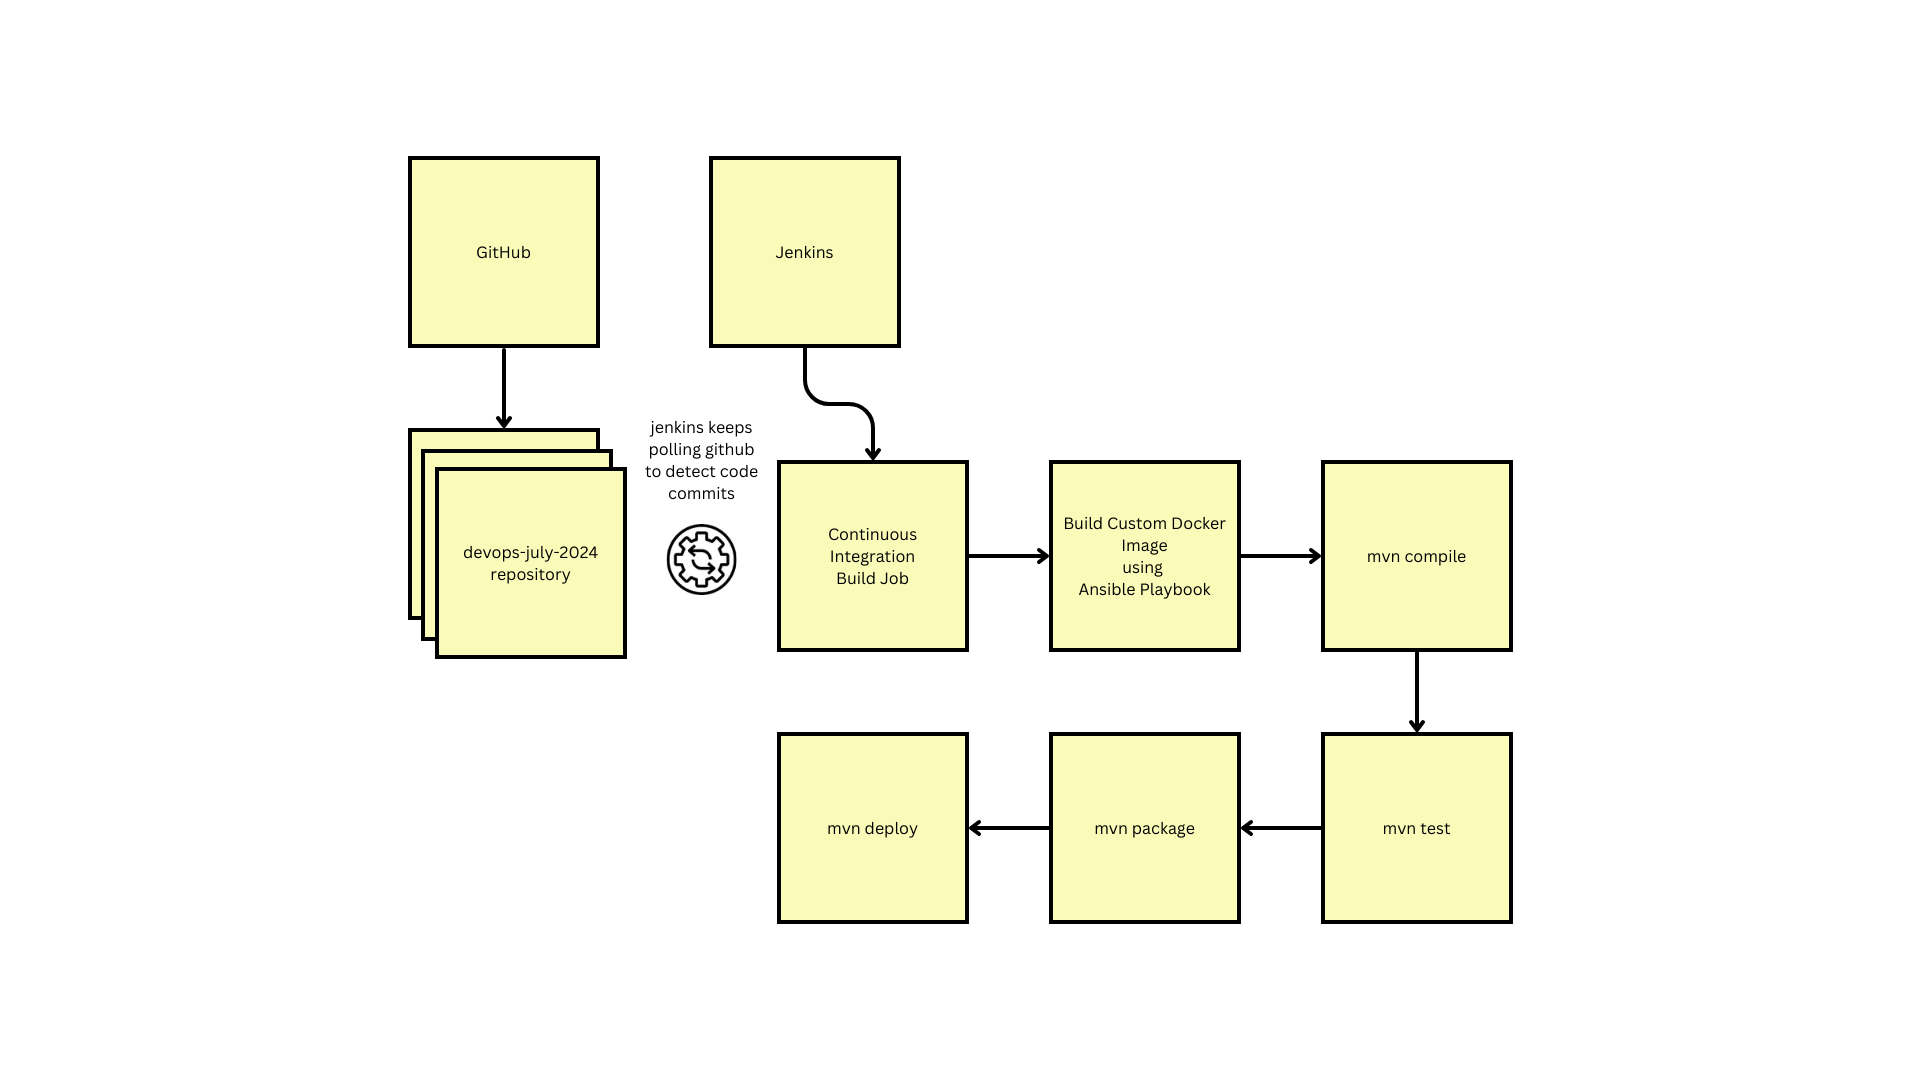 GitHub
Jenkins
jenkins keeps
polling github
to detect code
commits
devops-july-2024
repository
Continuous
Integration
Build Job
Build Custom Docker
Image
using
Ansible Playbook
mvn compile
mvn deploy
mvn package
mvn test